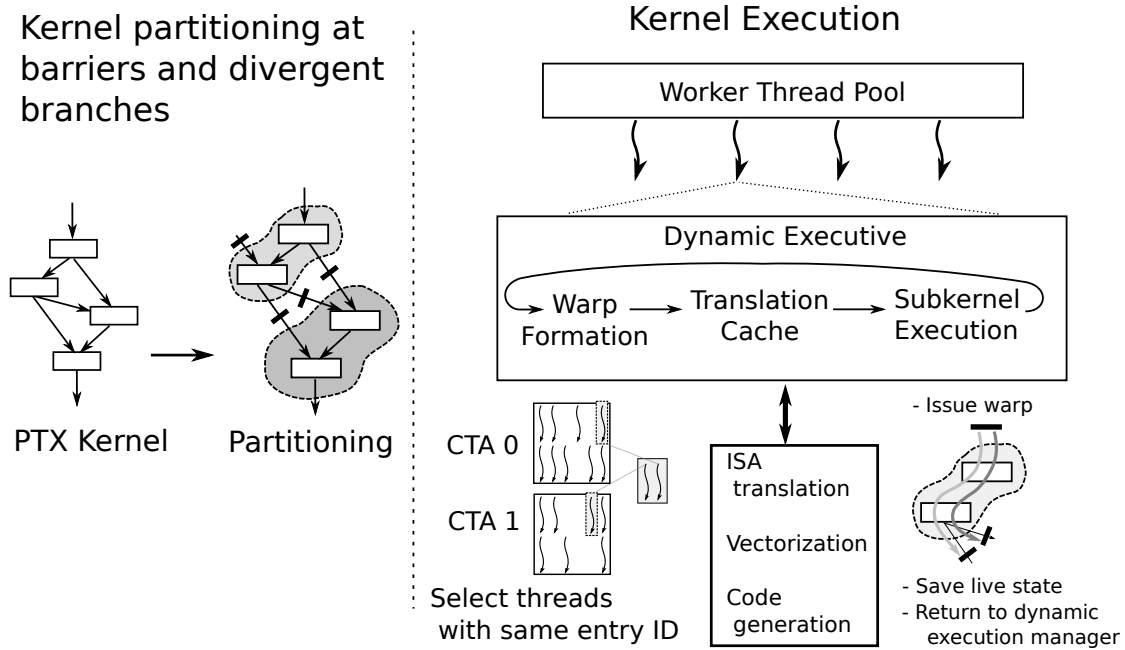 Kernel partitioning at
barriers and divergent
branches
PTX Kernel
Partitioning
Kernel Execution
Worker Thread Pool
Dynamic Executive
Warp
Formation
Translation
Cache
Subkernel
Execution
CTA 0
CTA 1
Select threads
with same entry ID
ISA
translation
Vectorization
Code
generation
- Issue warp
- Save live state
- Return to dynamic
execution manager